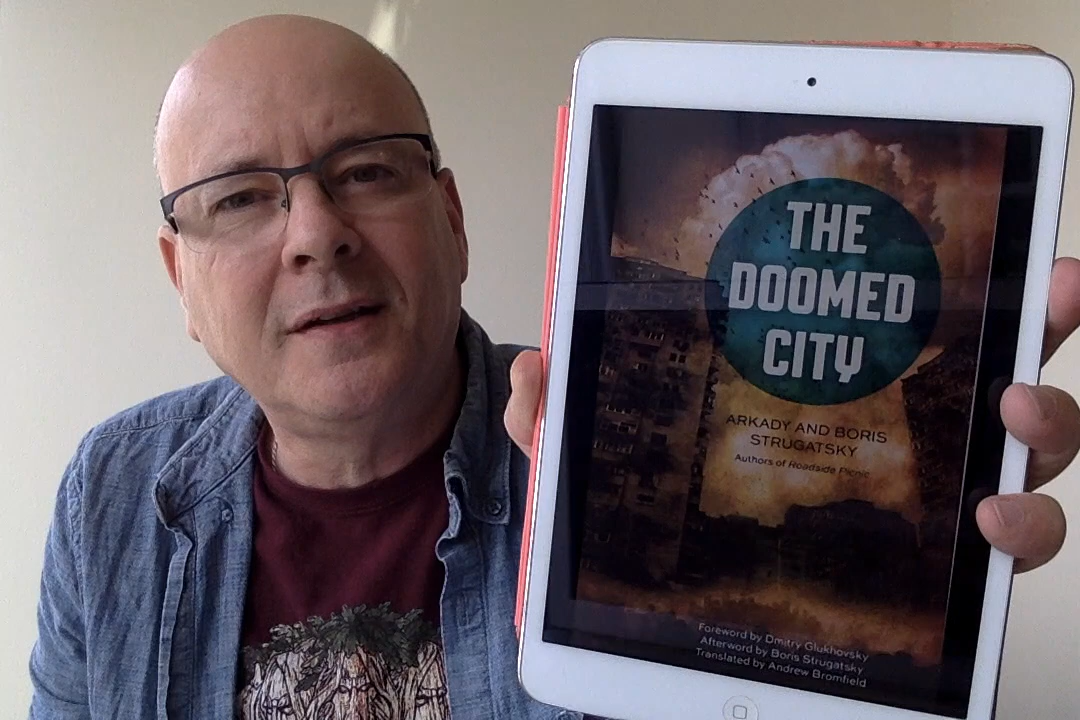 THE
DOOMED
CITY
ARKADY AND BORIS
STRUGATSKY
Authors of Roadside Picnic
Foreword by Dmitry Glukhovsky
Afterword by Boris Strugatsky
Translated by Andrew Bromfield